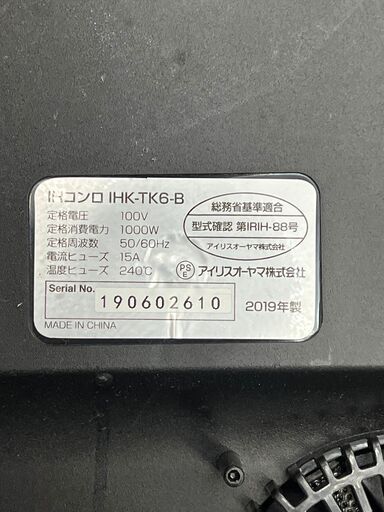 IHコンロ IHK-TK6-B
定格電圧 100V
定格消費電力 1000W
定格周波数 50/60Hz
電流ヒューズ 15A
温度ヒューズ 240℃
総務省基準適合
型式確認 第IRIH-88号
アイリスオーヤマ株式会社
PS
E
アイリスオーヤマ株式会社
Serial No. 190602610
2019年製
MADE IN CHINA